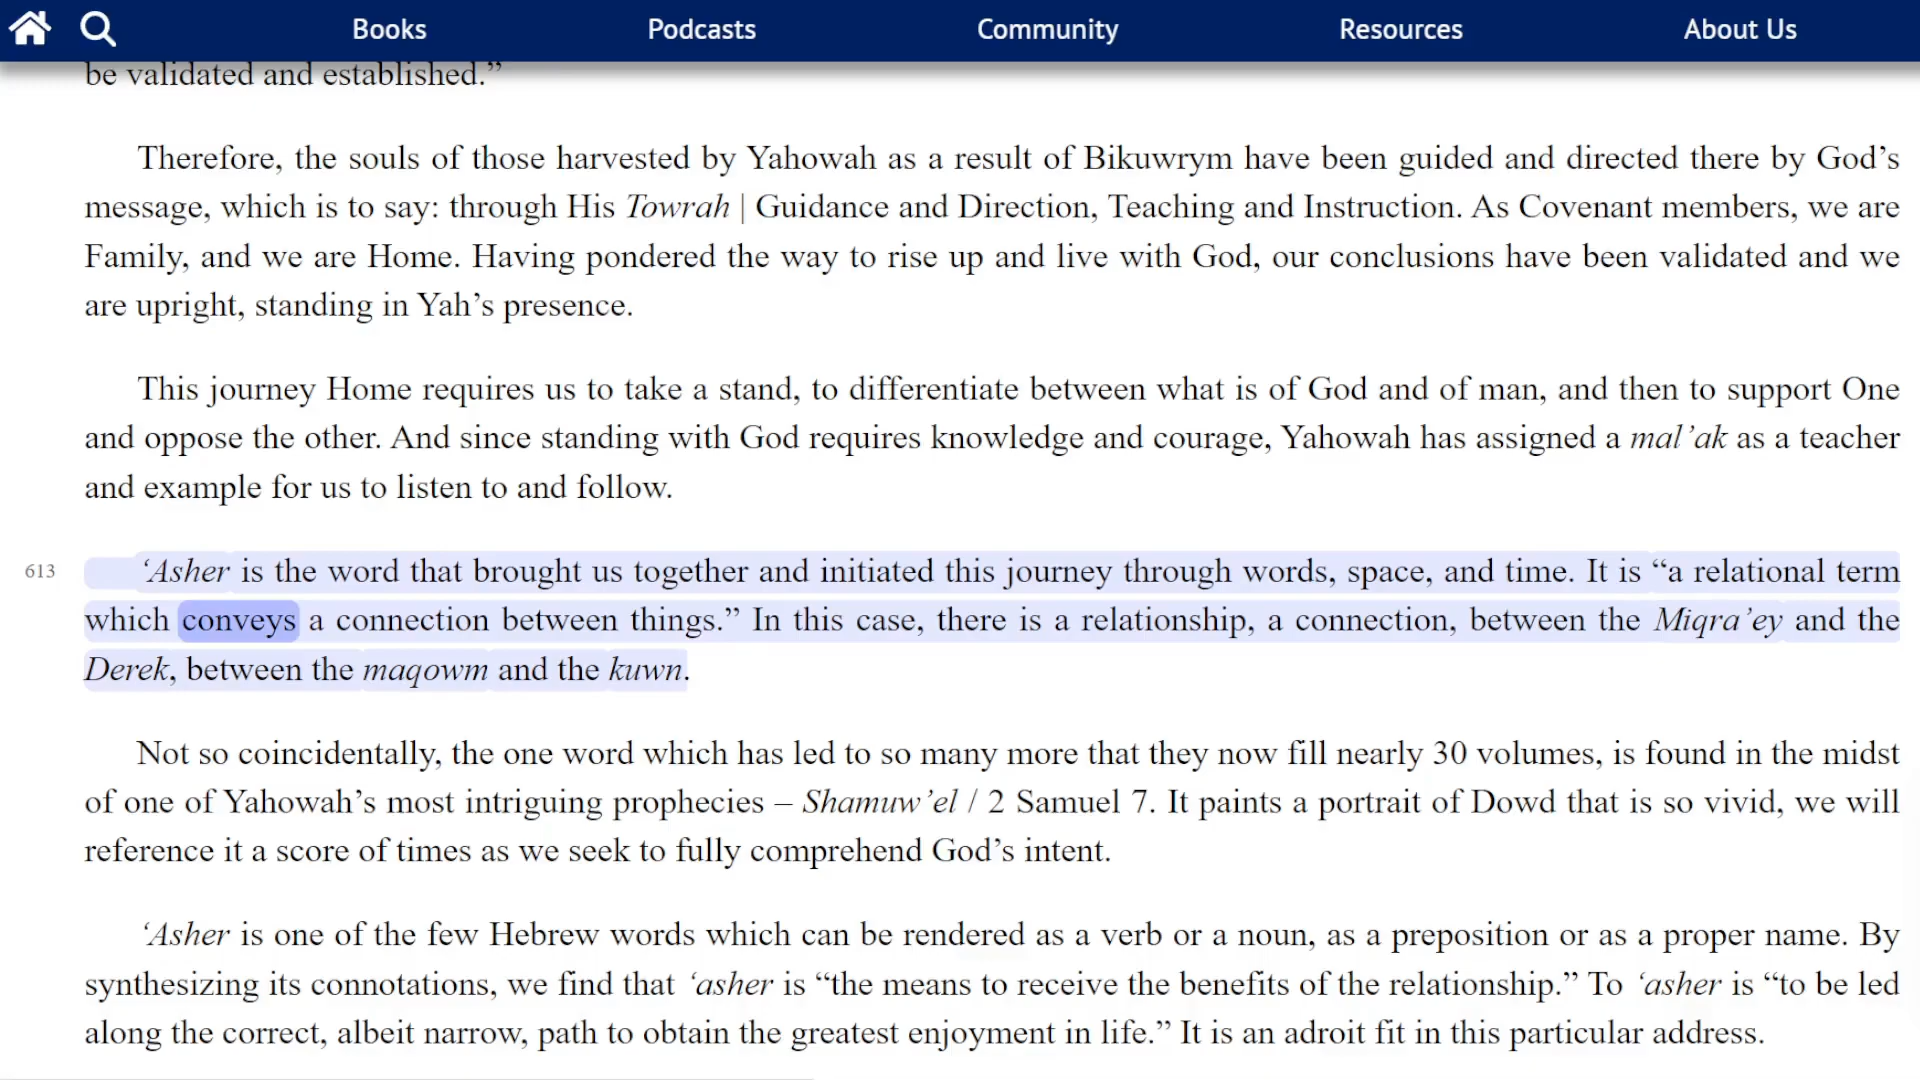 Books Podcasts Community Resources About Us
be validated and established.”
Therefore, the souls of those harvested by Yahowah as a result of Bikuwrym have been guided and directed there by God’s
message, which is to say: through His Towrah | Guidance and Direction, Teaching and Instruction. As Covenant members, we are
Family, and we are Home. Having pondered the way to rise up and live with God, our conclusions have been validated and we
are upright, standing in Yah’s presence.
This journey Home requires us to take a stand, to differentiate between what is of God and of man, and then to support One
and oppose the other. And since standing with God requires knowledge and courage, Yahowah has assigned a mal’ak as a teacher
and example for us to listen to and follow.
613 ‘Asher is the word that brought us together and initiated this journey through words, space, and time. It is “a relational term
which conveys a connection between things.” In this case, there is a relationship, a connection, between the Miqra’ey and the
Derek, between the maqowm and the kuwn.
Not so coincidentally, the one word which has led to so many more that they now fill nearly 30 volumes, is found in the midst
of one of Yahowah’s most intriguing prophecies – Shamuw’el / 2 Samuel 7. It paints a portrait of Dowd that is so vivid, we will
reference it a score of times as we seek to fully comprehend God’s intent.
‘Asher is one of the few Hebrew words which can be rendered as a verb or a noun, as a preposition or as a proper name. By
synthesizing its connotations, we find that ‘asher is “the means to receive the benefits of the relationship.” To ‘asher is “to be led
along the correct, albeit narrow, path to obtain the greatest enjoyment in life.” It is an adroit fit in this particular address.